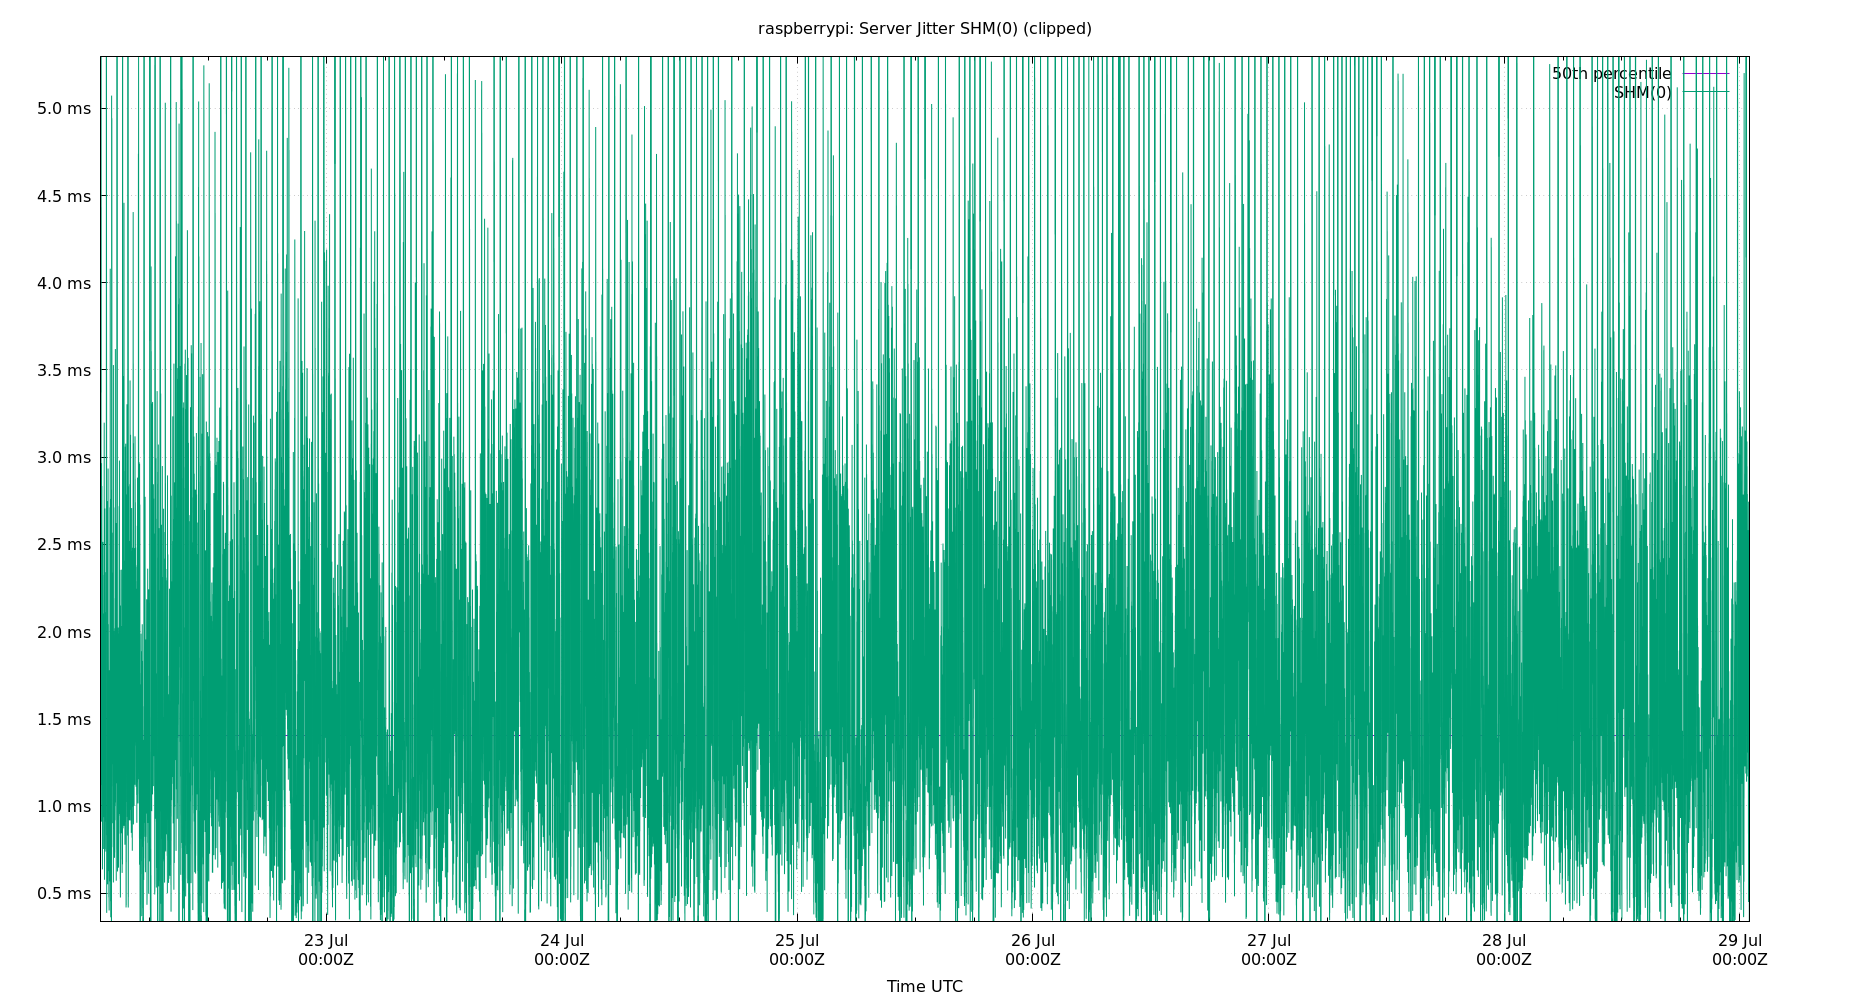 raspberrypi: Server Jitter SHM(0) (clipped)
50th percentile
SHM(0)
5.0 ms
4.5 ms
4.0 ms
3.5 ms
3.0 ms
2.5 ms
2.0 ms
1.5 ms
1.0 ms
0.5 ms
23 Jul 24 Jul 25 Jul 26 Jul 27 Jul 28 Jul 29 Jul
00:00Z 00:00Z 00:00Z 00:00Z 00:00Z 00:00Z 00:00Z
Time UTC